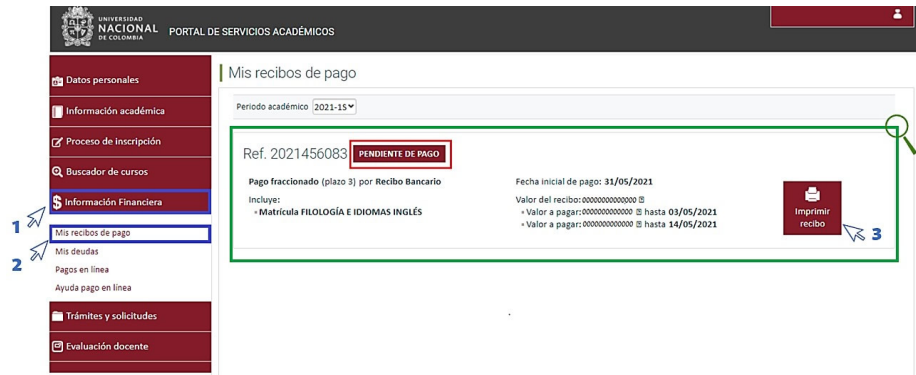 UNIVERSIDAD
NACIONAL
DE COLOMBIA
PORTAL DE SERVICIOS ACADÉMICOS
Datos personales
Información académica
Proceso de inscripción
Buscador de cursos
$ Información Financiera
1
Mis recibos de pago
2
Mis deudas
Pagos en línea
Ayuda pago en línea
Trámites y solicitudes
Evaluación docente
Mis recibos de pago
Periodo académico 2021-1S
Ref. 2021456083 PENDIENTE DE PAGO
Pago fraccionado (plazo 3) por Recibo Bancario
Incluye:
• Matrícula FILOLOGÍA E IDIOMAS INGLÉS
Fecha inicial de pago: 31/05/2021
Valor del recibo: 0000000000000
• Valor a pagar: 000000000000 hasta 03/05/2021
• Valor a pagar: 000000000000 hasta 14/05/2021
Imprimir
recibo
3